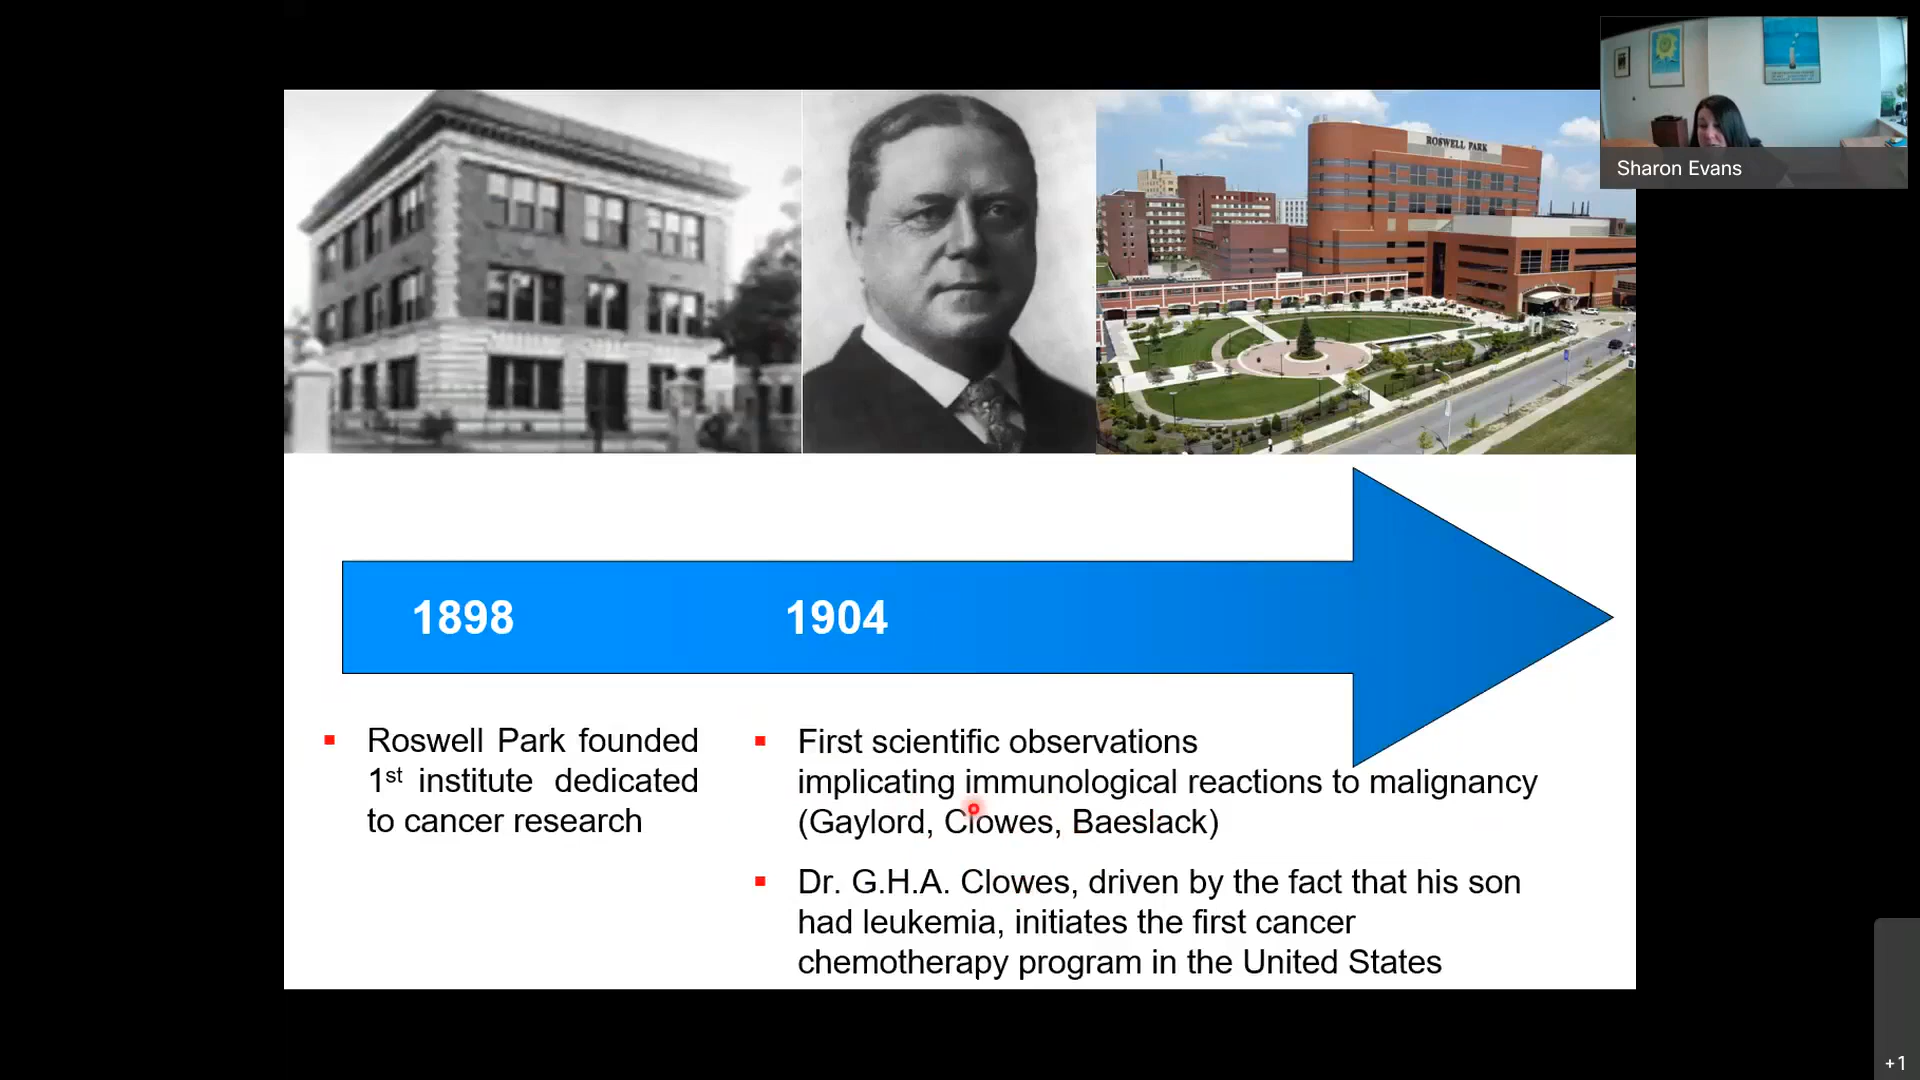 ROSWELL PARK
Sharon Evans
1898
1904
Roswell Park founded
1st institute dedicated
to cancer research
First scientific observations
implicating immunological reactions to malignancy
(Gaylord, Clowes, Baeslack)
Dr. G.H.A. Clowes, driven by the fact that his son
had leukemia, initiates the first cancer
chemotherapy program in the United States
+1